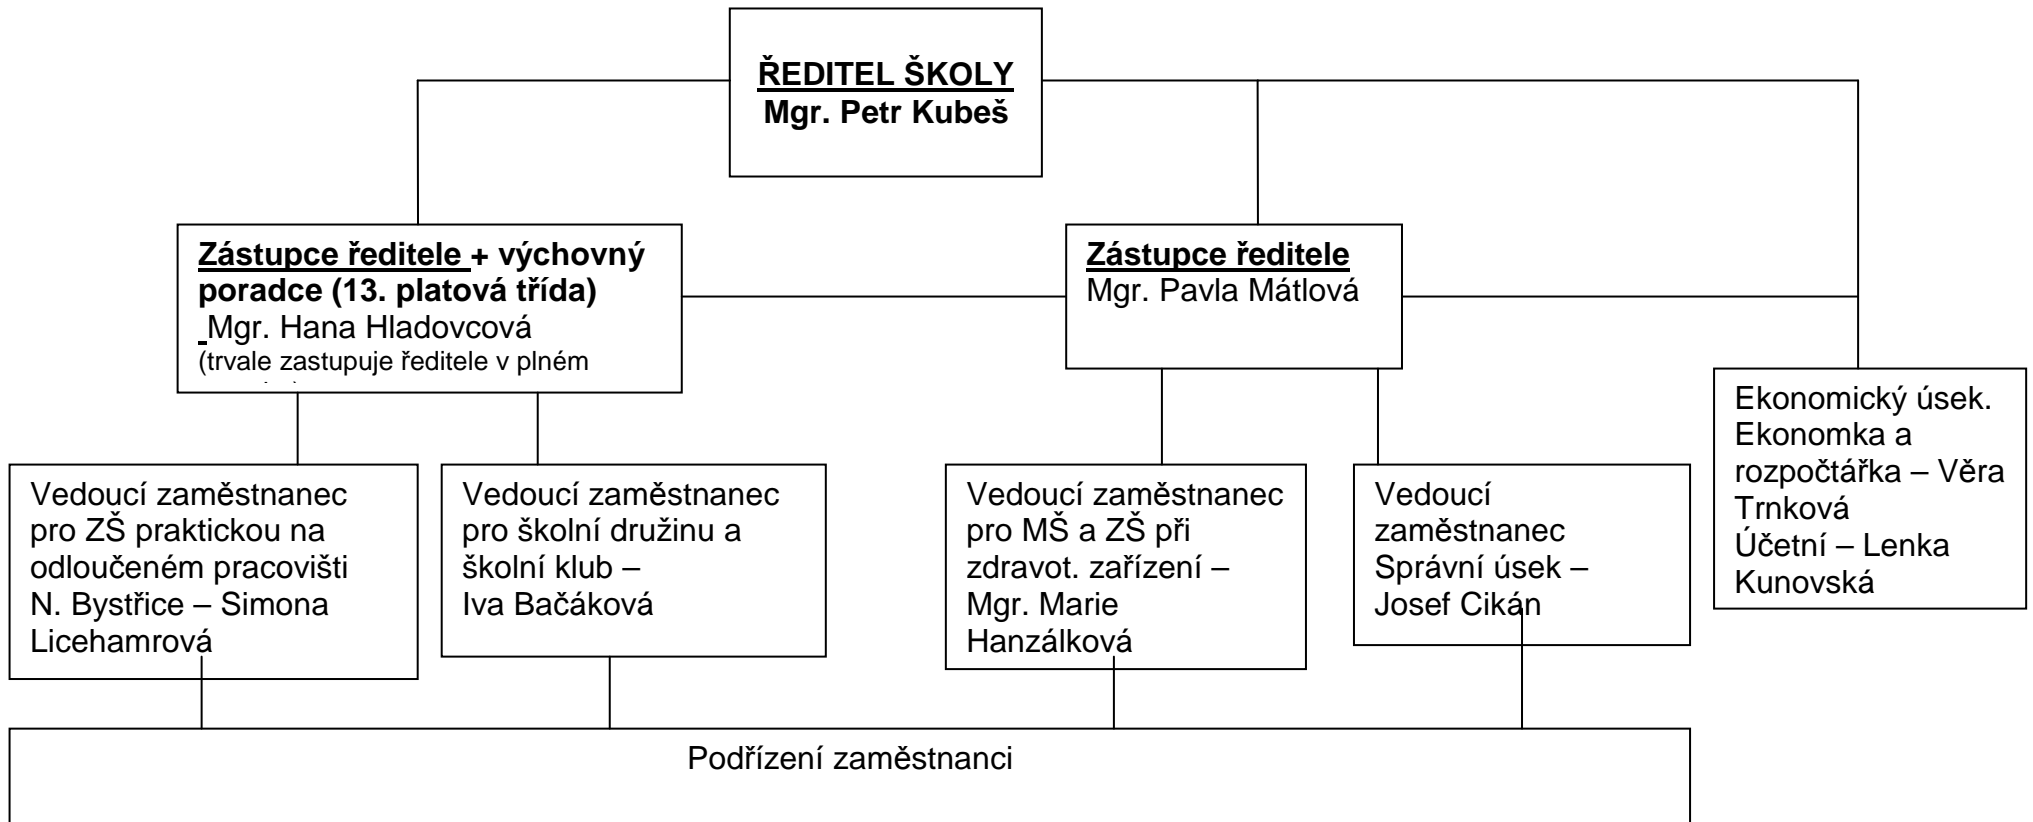 ŘEDITEL ŠKOLY
Mgr. Petr Kubeš
Zástupce ředitele + výchovný
poradce (13. platová třída)
Mgr. Hana Hladovcová
(trvale zastupuje ředitele v plném
Zástupce ředitele
Mgr. Pavla Mátlová
Ekonomický úsek.
Ekonomka a
rozpočtářka – Věra
Trnková
Účetní – Lenka
Kunovská
Vedoucí zaměstnanec
pro ZŠ praktickou na
odloučeném pracovišti
N. Bystřice – Simona
Licehamrová
Vedoucí zaměstnanec
pro školní družinu a
školní klub –
Iva Bačáková
Vedoucí zaměstnanec
pro MŠ a ZŠ při
zdravot. zařízení –
Mgr. Marie
Hanzálková
Vedoucí
zaměstnanec
Správní úsek –
Josef Cikán
Podřízení zaměstnanci